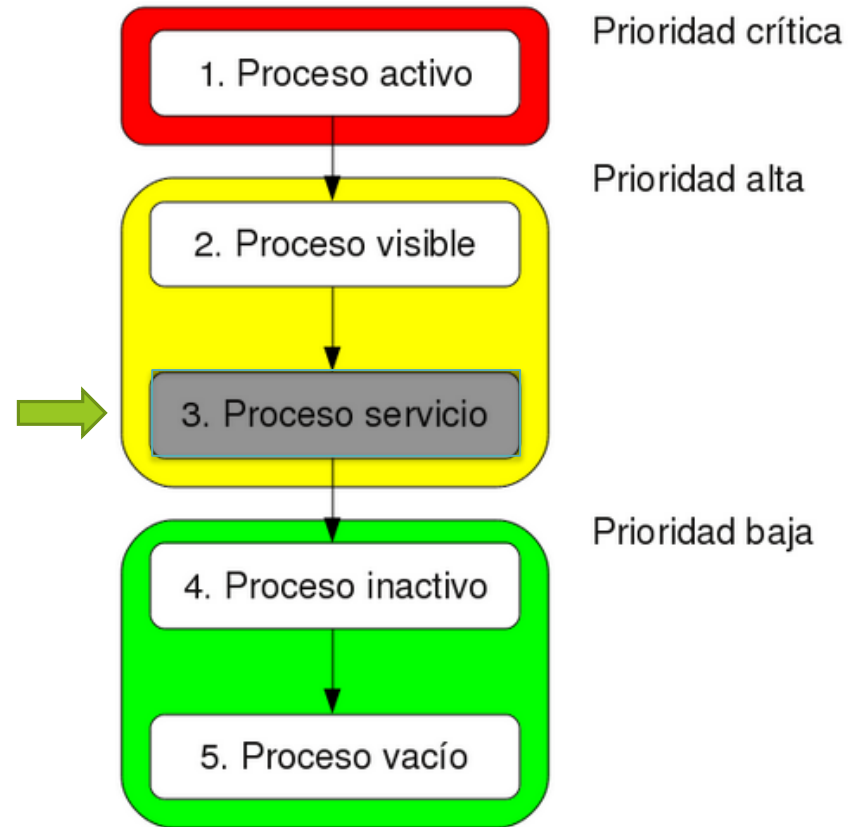 Prioridad crítica
1. Proceso activo
Prioridad alta
2. Proceso visible
3. Proceso servicio
Prioridad baja
4. Proceso inactivo
5. Proceso vacío